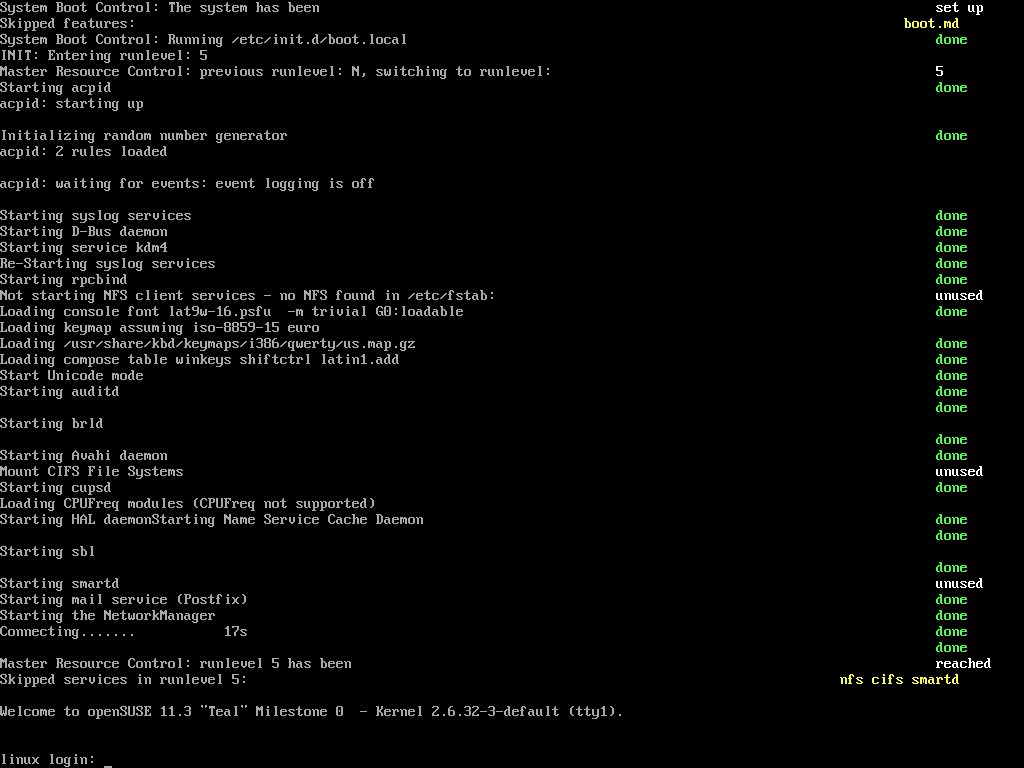 System Boot Control: The system has been set up
Skipped features: boot.md
System Boot Control: Running /etc/init.d/boot.local done
INIT: Entering runlevel: 5
Master Resource Control: previous runlevel: N, switching to runlevel: 5
Starting acpid done
acpid: starting up
Initializing random number generator done
acpid: 2 rules loaded
acpid: waiting for events: event logging is off
Starting syslog services done
Starting D-Bus daemon done
Starting service kdm4 done
Re-Starting syslog services done
Starting rpcbind done
Not starting NFS client services - no NFS found in /etc/fstab: unused
Loading console font lat9w-16.psfu  -m trivial G0:loadable done
Loading keymap assuming iso-8859-15 euro
Loading /usr/share/kbd/keymaps/i386/qwerty/us.map.gz done
Loading compose table winkeys shiftctrl latin1.add done
Start Unicode mode done
Starting auditd done
done
Starting brld
done
Starting Avahi daemon done
Mount CIFS File Systems unused
Starting cupsd done
Loading CPUFreq modules (CPUFreq not supported)
Starting HAL daemonStarting Name Service Cache Daemon done
done
Starting sbl
done
Starting smartd unused
Starting mail service (Postfix) done
Starting the NetworkManager done
Connecting....... 17s done
done
Master Resource Control: runlevel 5 has been reached
Skipped services in runlevel 5: nfs cifs smartd
Welcome to openSUSE 11.3 "Teal" Milestone 0  - Kernel 2.6.32-3-default (tty1).
linux login: _